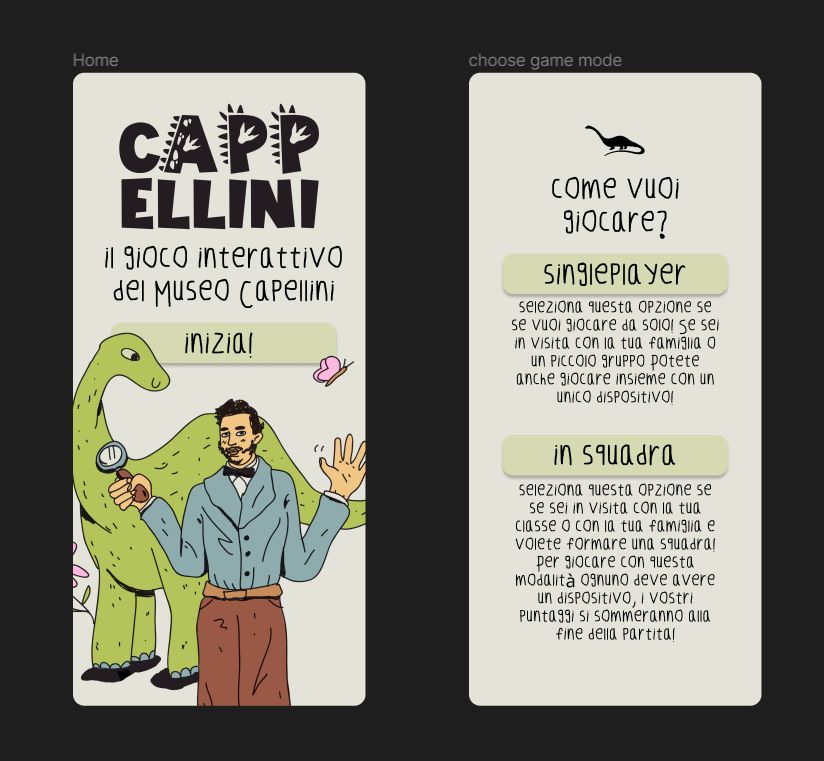 Home
CAPP
ELLINI
il gioco interattivo
del Museo Capellini
inizia!
choose game mode
come vuoi
giocare?
singleplayer
seleziona questa opzione se
se vuoi giocare da solo! Se sei
in visita con la tua famiglia o
un piccolo gruppo potete
anche giocare insieme con un
unico dispositivo!
in squadra
seleziona questa opzione se
se sei in visita con la tua
classe o con la tua famiglia e
volete formare una squadra!
per giocare con questa
modalità ognuno deve avere
un dispositivo, i vostri
punteggi si sommeranno alla
fine della partita!